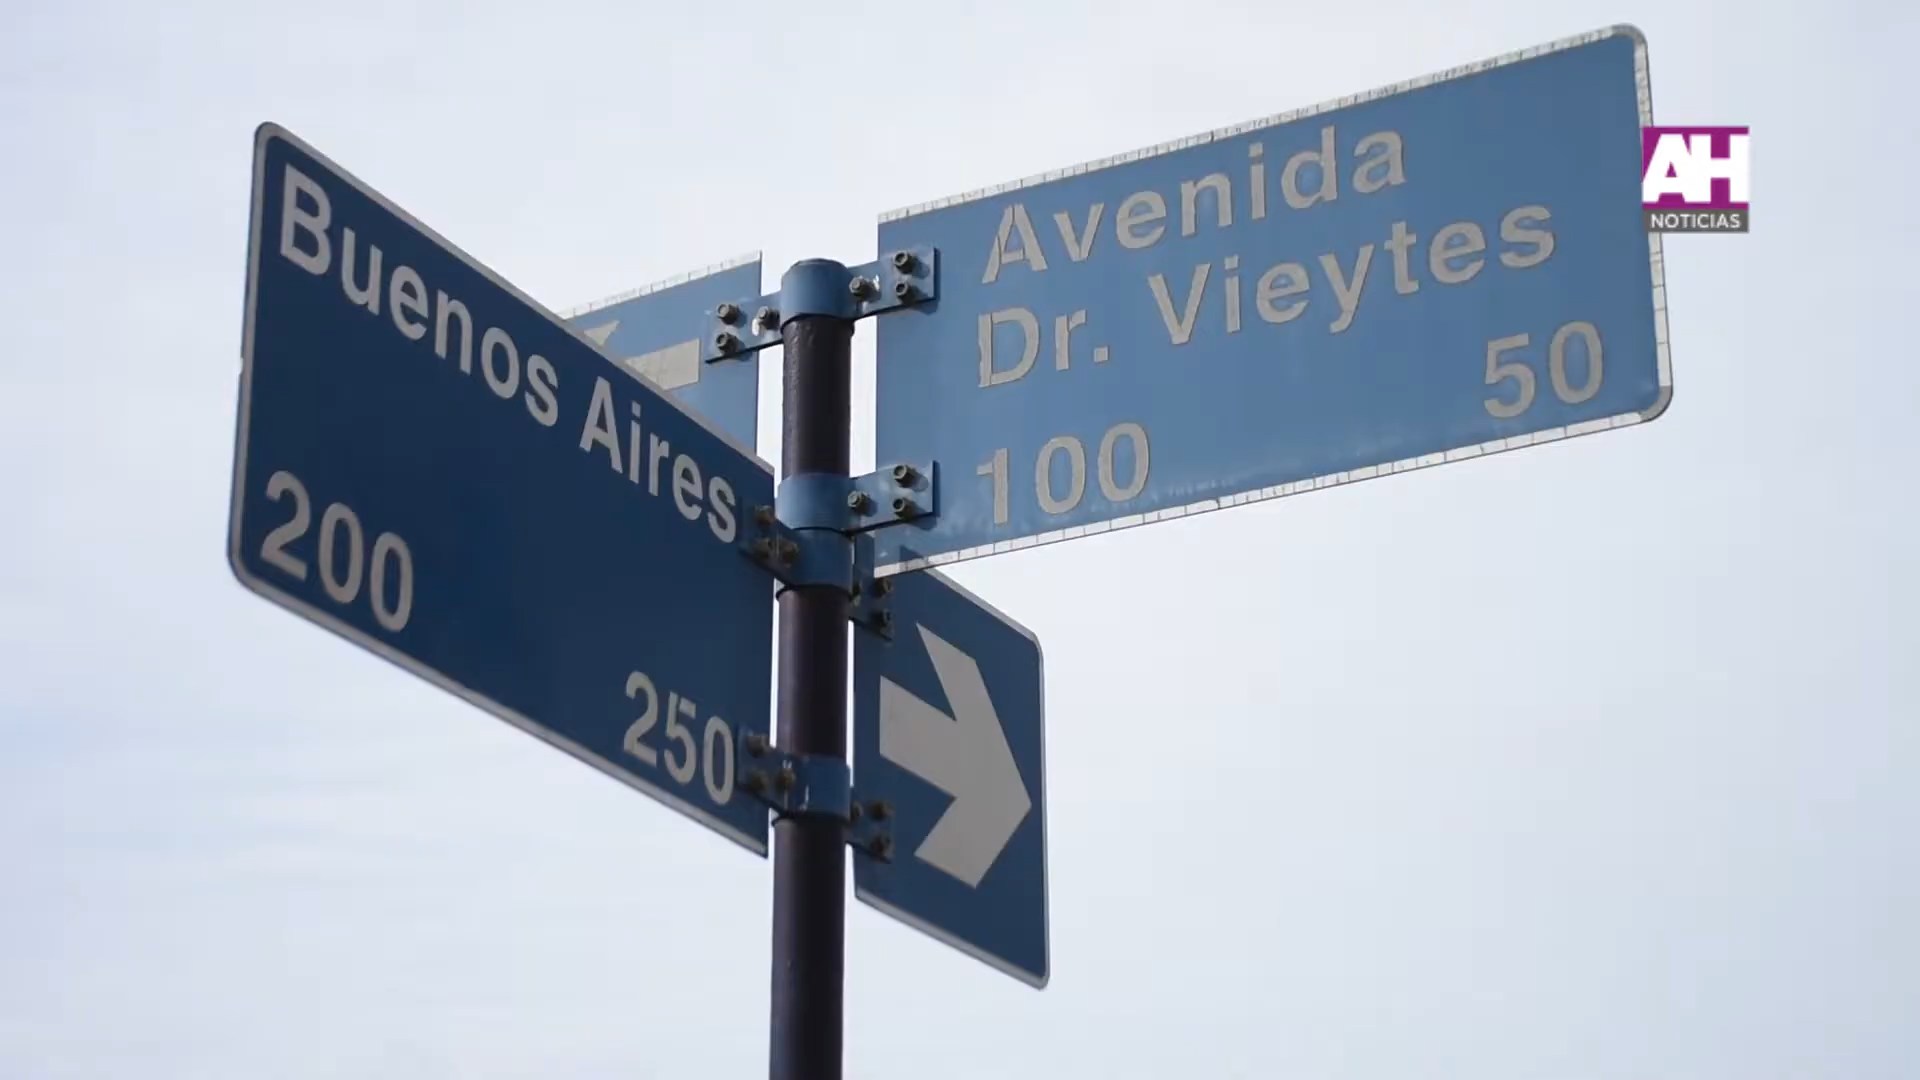 Buenos Aires
200
250
Avenida
Dr. Vieytes
50
100
AH
NOTICIAS